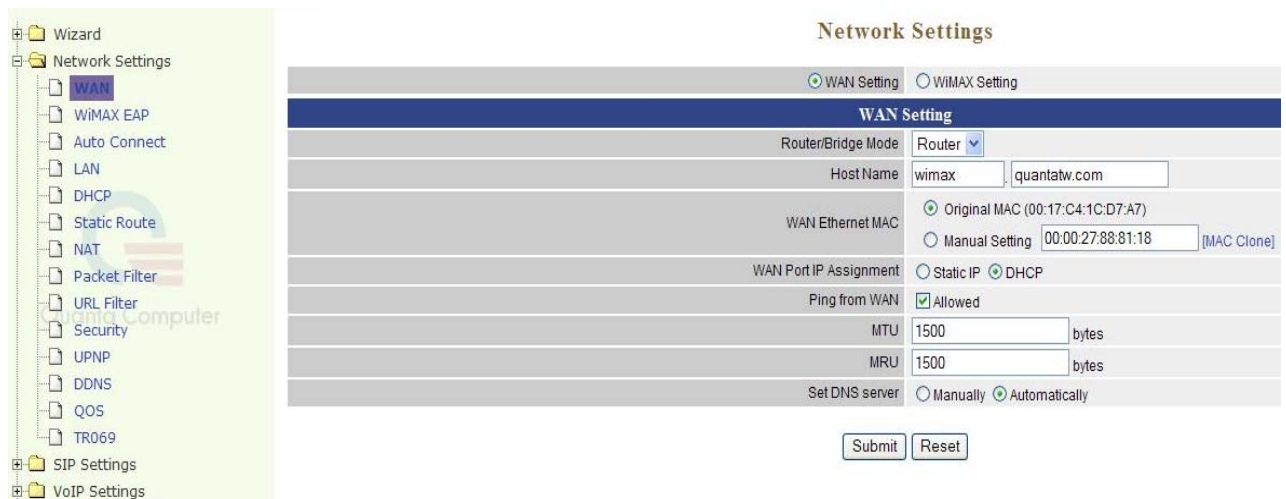 Wizard
Network Settings
WAN
WiMAX EAP
Auto Connect
LAN
DHCP
Static Route
NAT
Packet Filter
URL Filter
Quanta Computer
Security
UPNP
DDNS
QOS
TR069
SIP Settings
VoIP Settings
Network Settings
WAN Setting WiMAX Setting
WAN Setting
Router/Bridge Mode Router
Host Name wimax . quantatw.com
WAN Ethernet MAC Original MAC (00:17:C4:1C:D7:A7)
Manual Setting 00:00:27:88:81:18 [MAC Clone]
WAN Port IP Assignment Static IP DHCP
Ping from WAN Allowed
MTU 1500 bytes
MRU 1500 bytes
Set DNS server Manually Automatically
Submit Reset